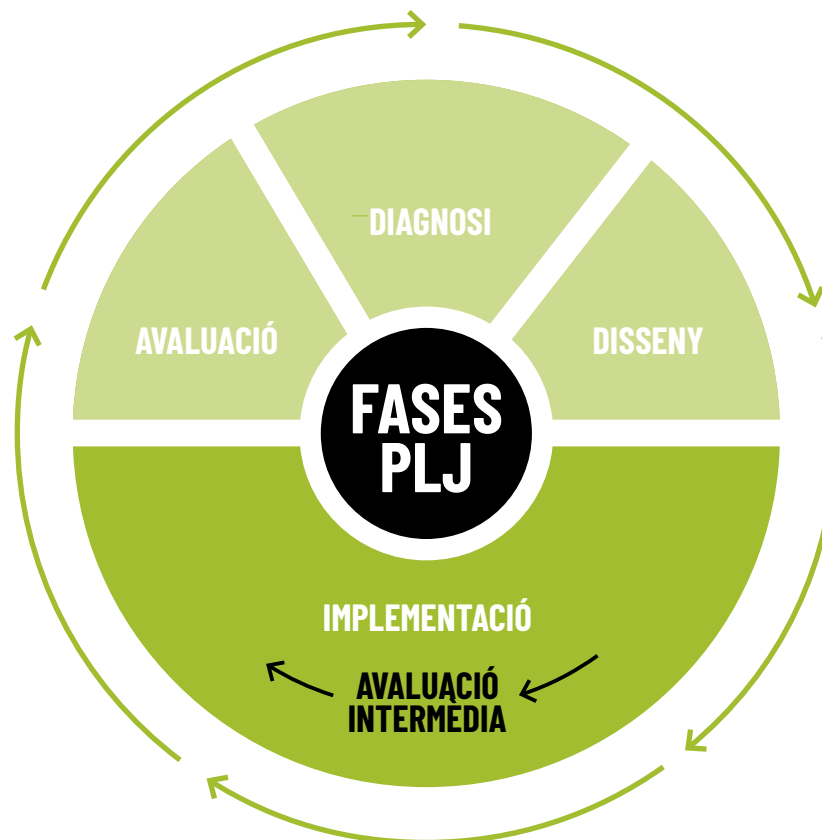 DIAGNOSI
AVALUACIÓ
DISSENY
FASES
PLJ
IMPLEMENTACIÓ
AVALUACIÓ
INTERMÈDIA